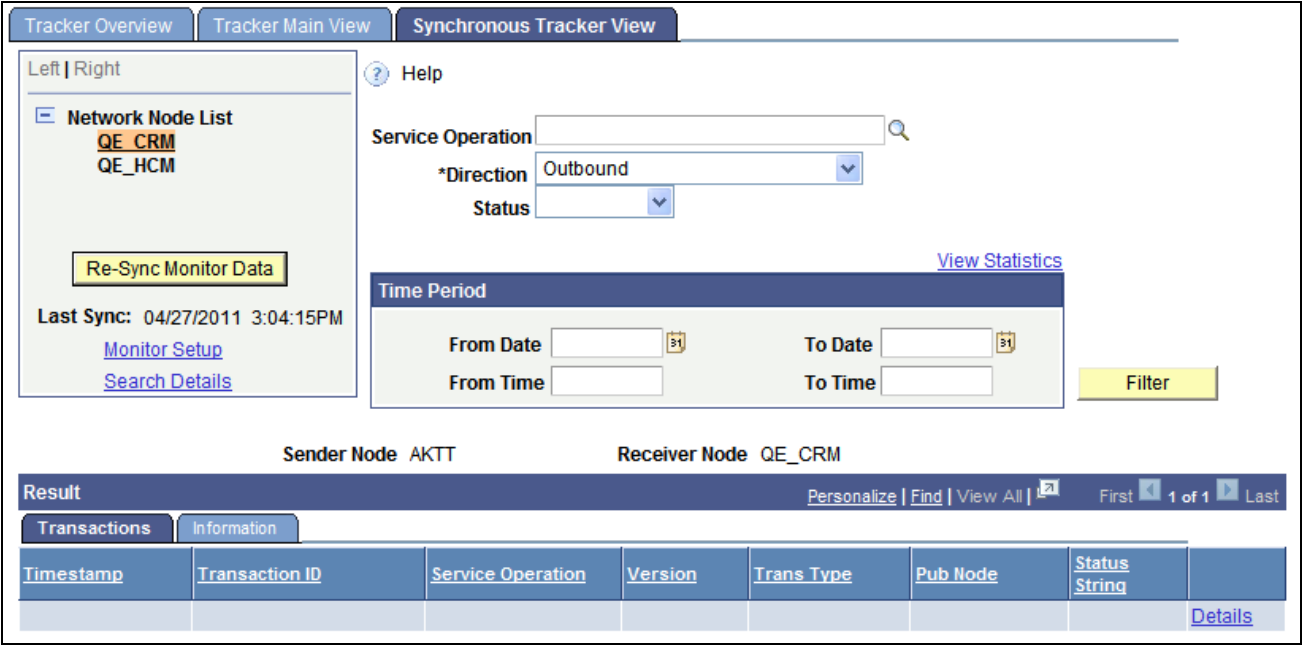 Tracker Overview Tracker Main View Synchronous Tracker View
Left | Right
Network Node List
QE_CRM
QE_HCM
Re-Sync Monitor Data
Last Sync: 04/27/2011 3:04:15PM
Monitor Setup
Search Details
? Help
Service Operation
*Direction Outbound
Status
View Statistics
Time Period
From Date 31 To Date 31
From Time To Time
Filter
Sender Node AKTT Receiver Node QE_CRM
Result Personalize | Find | View All | First 1 of 1 Last
Transactions Information
Timestamp Transaction ID Service Operation Version Trans Type Pub Node Status String
Details